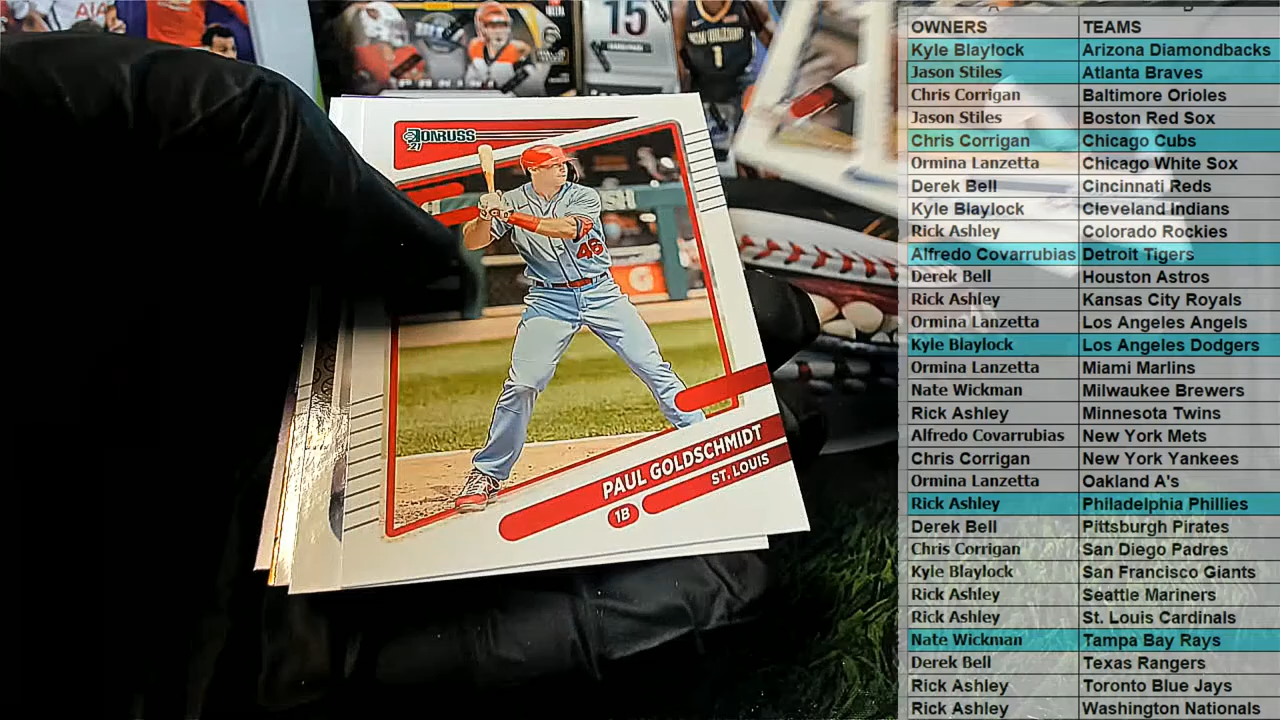 15
1
DONRUSS
21
46
G
PAUL GOLDSCHMIDT
ST. LOUIS
1B
OWNERS TEAMS
Kyle Blaylock Arizona Diamondbacks
Jason Stiles Atlanta Braves
Chris Corrigan Baltimore Orioles
Jason Stiles Boston Red Sox
Chris Corrigan Chicago Cubs
Ormina Lanzetta Chicago White Sox
Derek Bell Cincinnati Reds
Kyle Blaylock Cleveland Indians
Rick Ashley Colorado Rockies
Alfredo Covarrubias Detroit Tigers
Derek Bell Houston Astros
Rick Ashley Kansas City Royals
Ormina Lanzetta Los Angeles Angels
Kyle Blaylock Los Angeles Dodgers
Ormina Lanzetta Miami Marlins
Nate Wickman Milwaukee Brewers
Rick Ashley Minnesota Twins
Alfredo Covarrubias New York Mets
Chris Corrigan New York Yankees
Ormina Lanzetta Oakland A's
Rick Ashley Philadelphia Phillies
Derek Bell Pittsburgh Pirates
Chris Corrigan San Diego Padres
Kyle Blaylock San Francisco Giants
Rick Ashley Seattle Mariners
Rick Ashley St. Louis Cardinals
Nate Wickman Tampa Bay Rays
Derek Bell Texas Rangers
Rick Ashley Toronto Blue Jays
Rick Ashley Washington Nationals